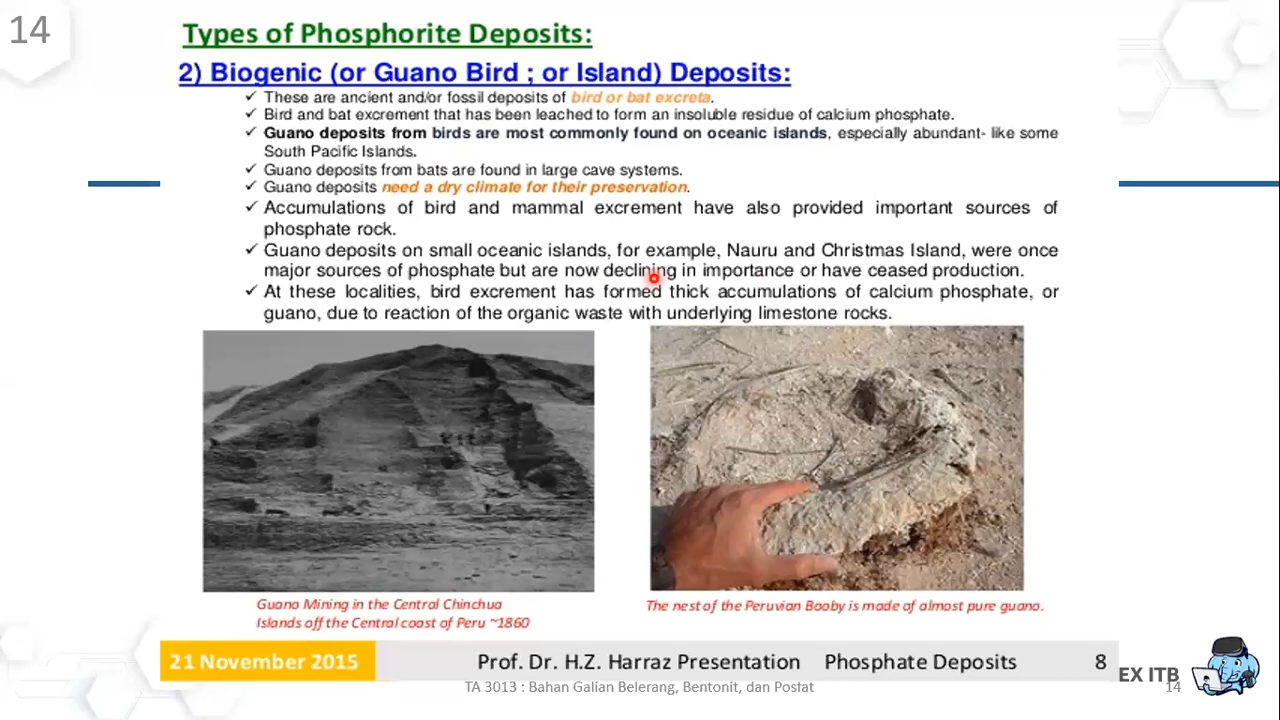 14
Types of Phosphorite Deposits:
2) Biogenic (or Guano Bird ; or Island) Deposits:
✓ These are ancient and/or fossil deposits of bird or bat excreta.
✓ Bird and bat excrement that has been leached to form an insoluble residue of calcium phosphate.
✓ Guano deposits from birds are most commonly found on oceanic islands, especially abundant- like some
South Pacific Islands.
✓ Guano deposits from bats are found in large cave systems.
✓ Guano deposits need a dry climate for their preservation.
✓ Accumulations of bird and mammal excrement have also provided important sources of
phosphate rock.
✓ Guano deposits on small oceanic islands, for example, Nauru and Christmas Island, were once
major sources of phosphate but are now declining in importance or have ceased production.
✓ At these localities, bird excrement has formed thick accumulations of calcium phosphate, or
guano, due to reaction of the organic waste with underlying limestone rocks.
Guano Mining in the Central Chinchua
Islands off the Central coast of Peru ~1860
The nest of the Peruvian Booby is made of almost pure guano.
21 November 2015 Prof. Dr. H.Z. Harraz Presentation Phosphate Deposits 8
TA 3013 : Bahan Galian Belerang, Bentonit, dan Posfat
EX ITB
14